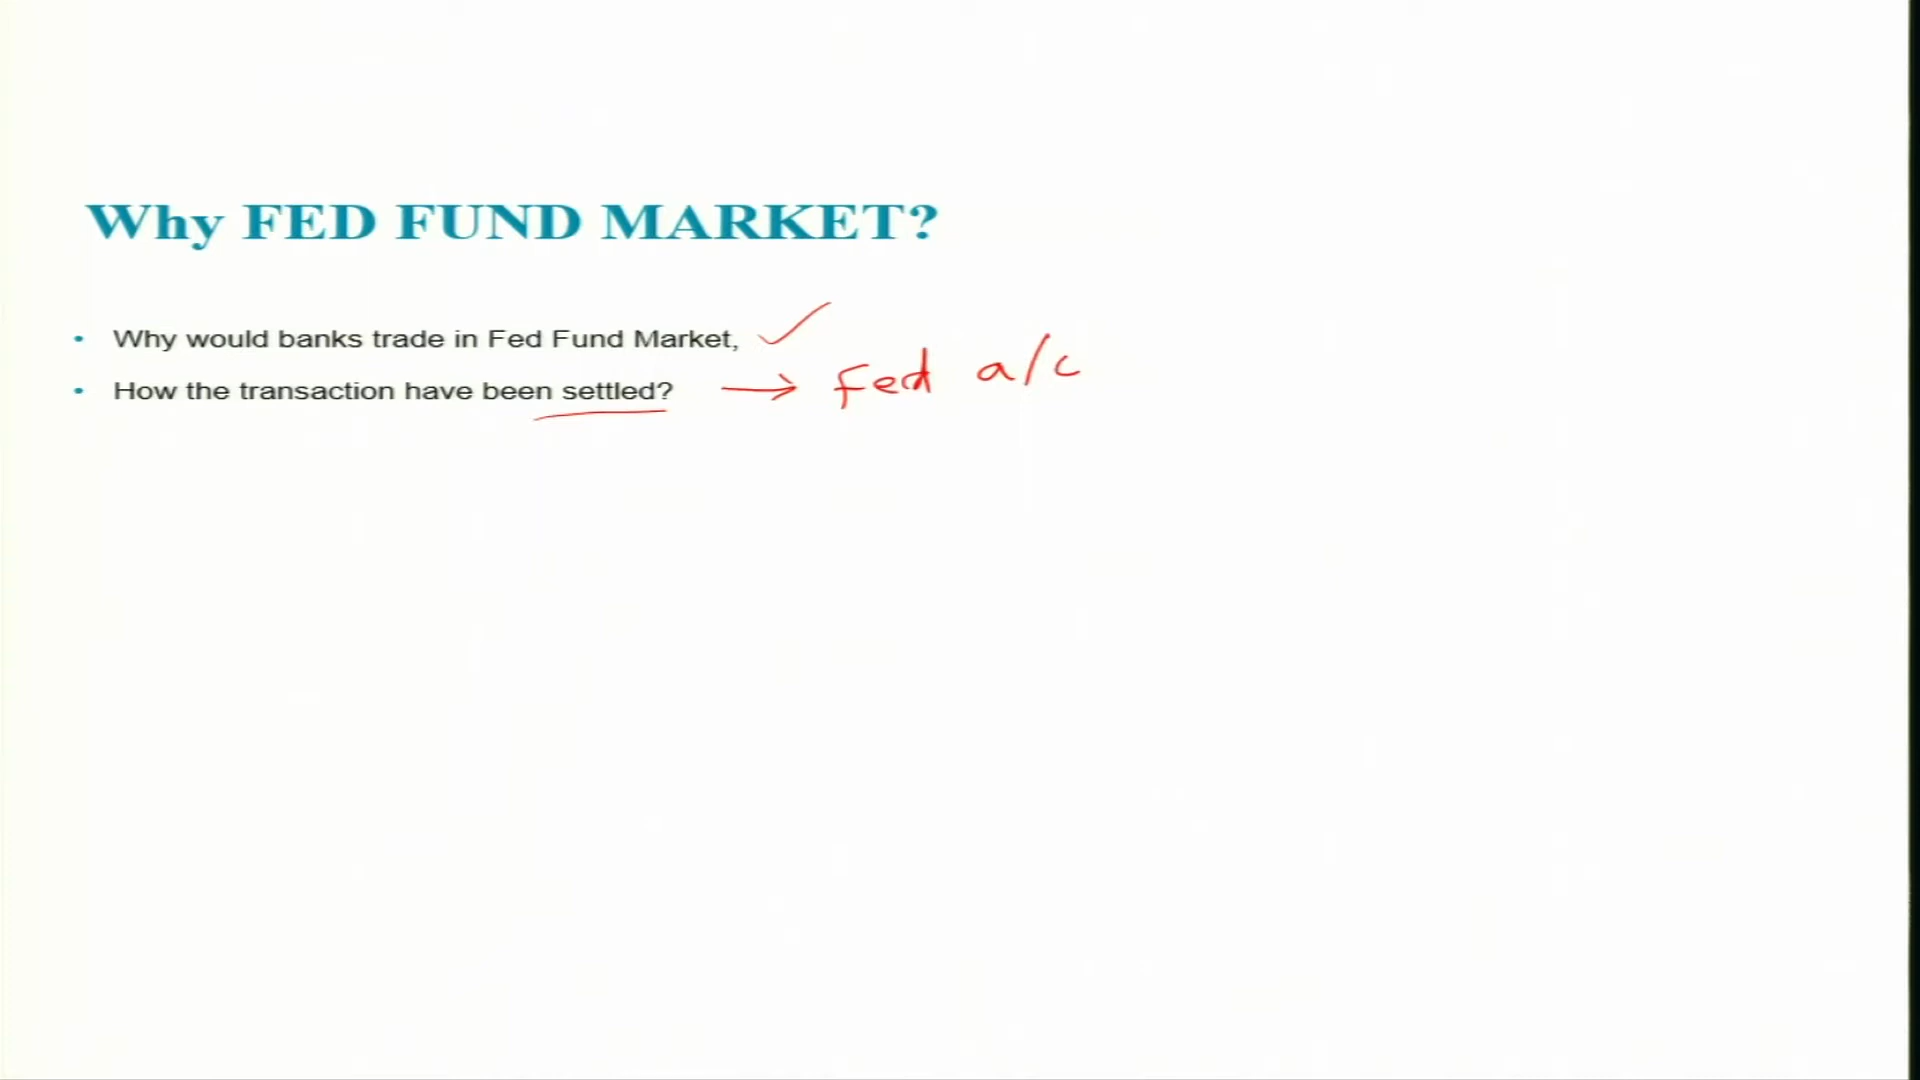 Why FED FUND MARKET?
• Why would banks trade in Fed Fund Market,
• How the transaction have been settled? → Fed a/c